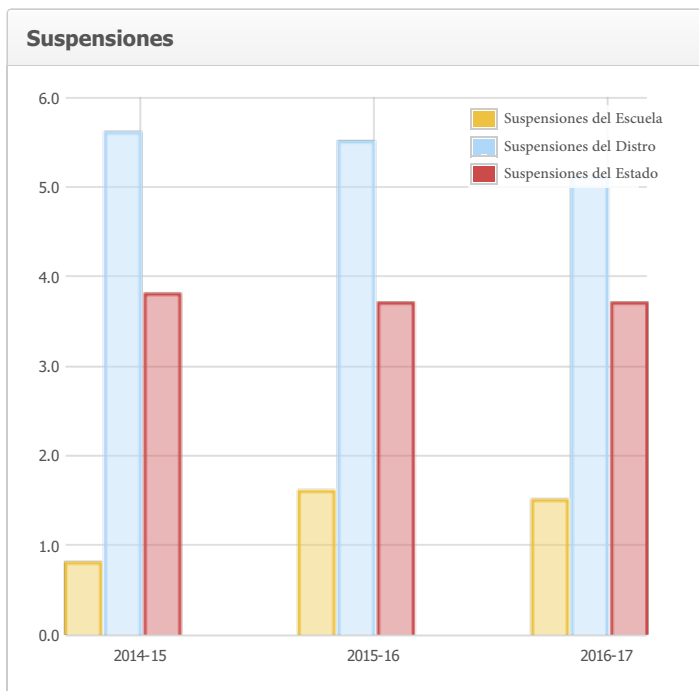 Suspensiones
6.0
Suspensiones del Escuela
Suspensiones del Distro
5.0
Suspensiones del Estado
4.0
3.0
2.0
1.0
0.0
2014-15 2015-16 2016-17